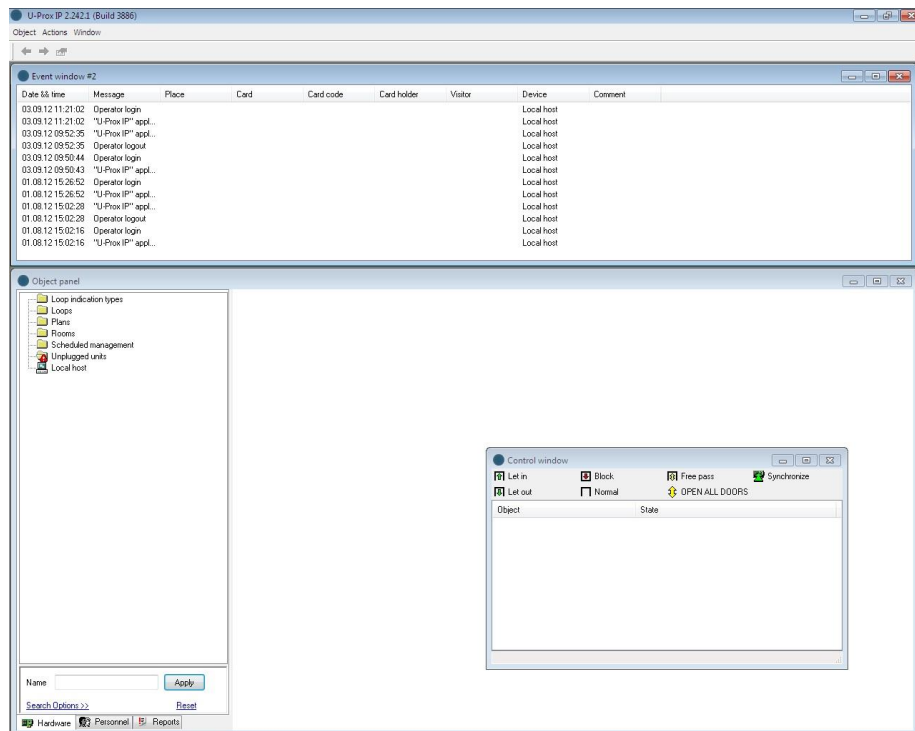 U-Prox IP 2.242.1 (Build 3886)
Object Actions Window
Event window #2
Date && time Message Place Card Card code Card holder Visitor Device Comment
03.09.12 11:21:02 Operator login Local host
03.09.12 11:21:02 "U-Prox IP" appl... Local host
03.09.12 09:52:35 "U-Prox IP" appl... Local host
03.09.12 09:52:35 Operator logout Local host
03.09.12 09:50:44 Operator login Local host
03.09.12 09:50:43 "U-Prox IP" appl... Local host
01.08.12 15:26:52 Operator login Local host
01.08.12 15:26:52 "U-Prox IP" appl... Local host
01.08.12 15:02:28 "U-Prox IP" appl... Local host
01.08.12 15:02:28 Operator logout Local host
01.08.12 15:02:16 Operator login Local host
01.08.12 15:02:16 "U-Prox IP" appl... Local host
Object panel
Loop indication types
Loops
Plans
Rooms
Scheduled management
Unplugged units
Local host
Control window
Let in Block Free pass Synchronize
Let out Normal OPEN ALL DOORS
Object State
Name Apply
Search Options >> Reset
Hardware Personnel Reports